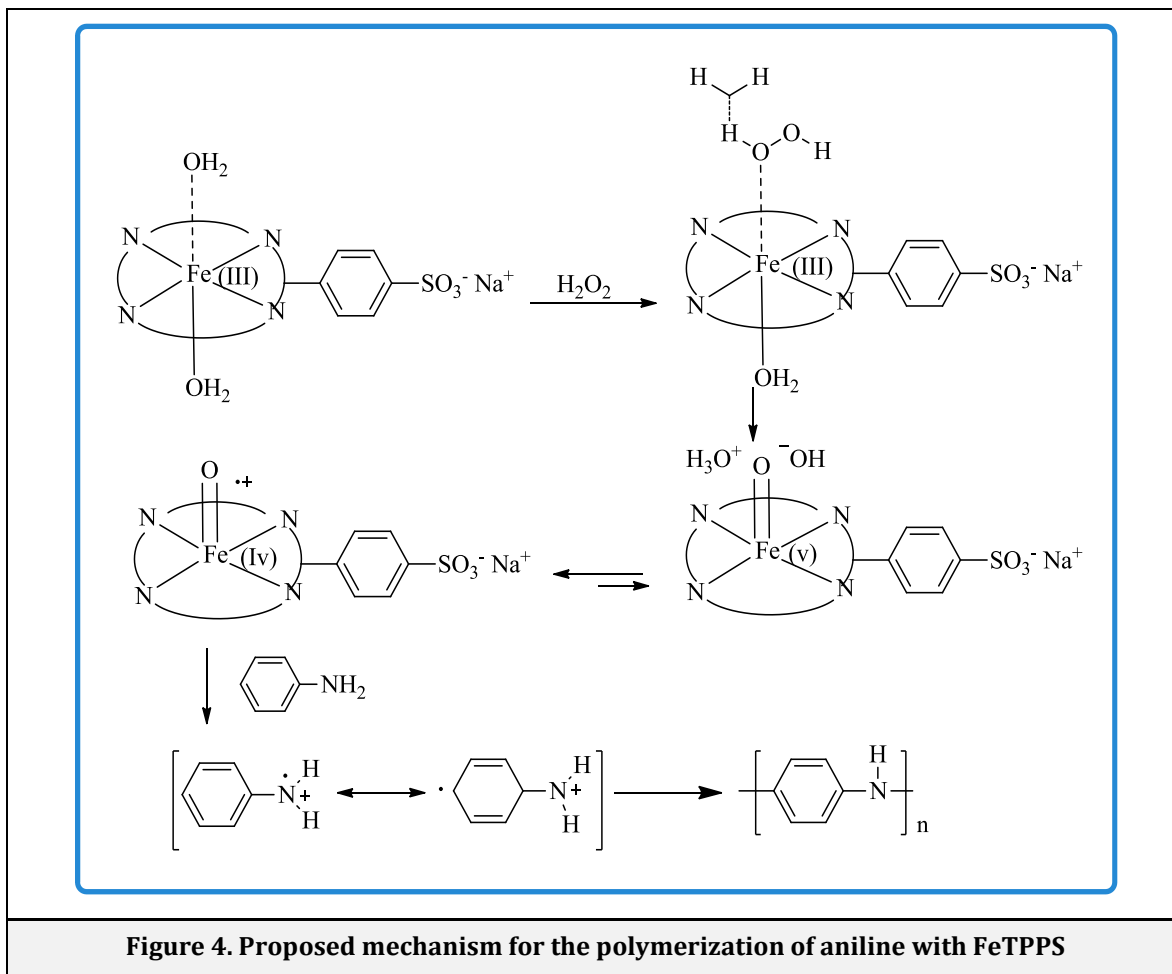 H H
H O H
O
OH2
N N
Fe (III)
N N
SO3- Na+
OH2
H2O2
N N
Fe (III)
N N
SO3- Na+
OH2
O
·+
N N
Fe (Iv)
N N
SO3- Na+
H3O+ O -OH
N N
Fe (v)
N N
SO3- Na+
NH2
· H
N+
H
· H
N+
H
H
N
n
Figure 4. Proposed mechanism for the polymerization of aniline with FeTPPS